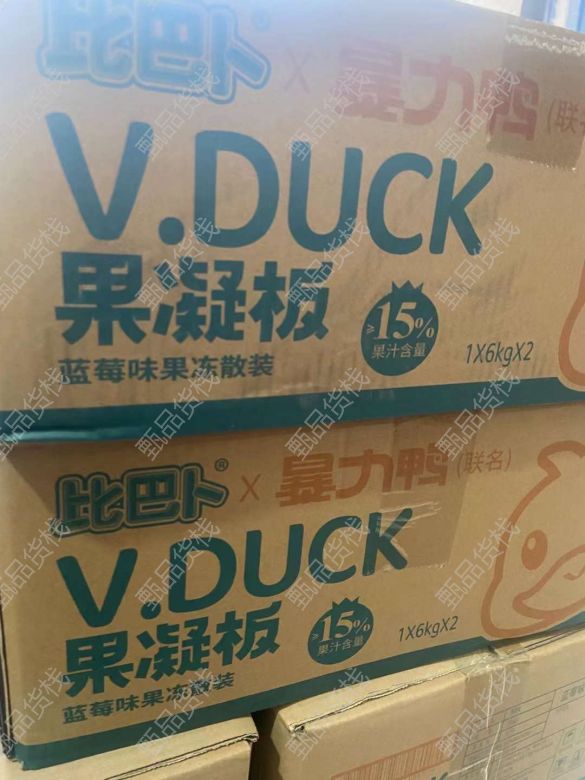 比巴卜 X 暴力鸭 (联名
V.DUCK
果凝板
≥15%
果汁含量
蓝莓味果冻散装
1X6kgX2
比巴卜® X 暴力鸭 (联名)
V.DUCK
果凝板
≥15%
果汁含量
1X6kgX2
蓝莓味果冻散装
甄品货栈